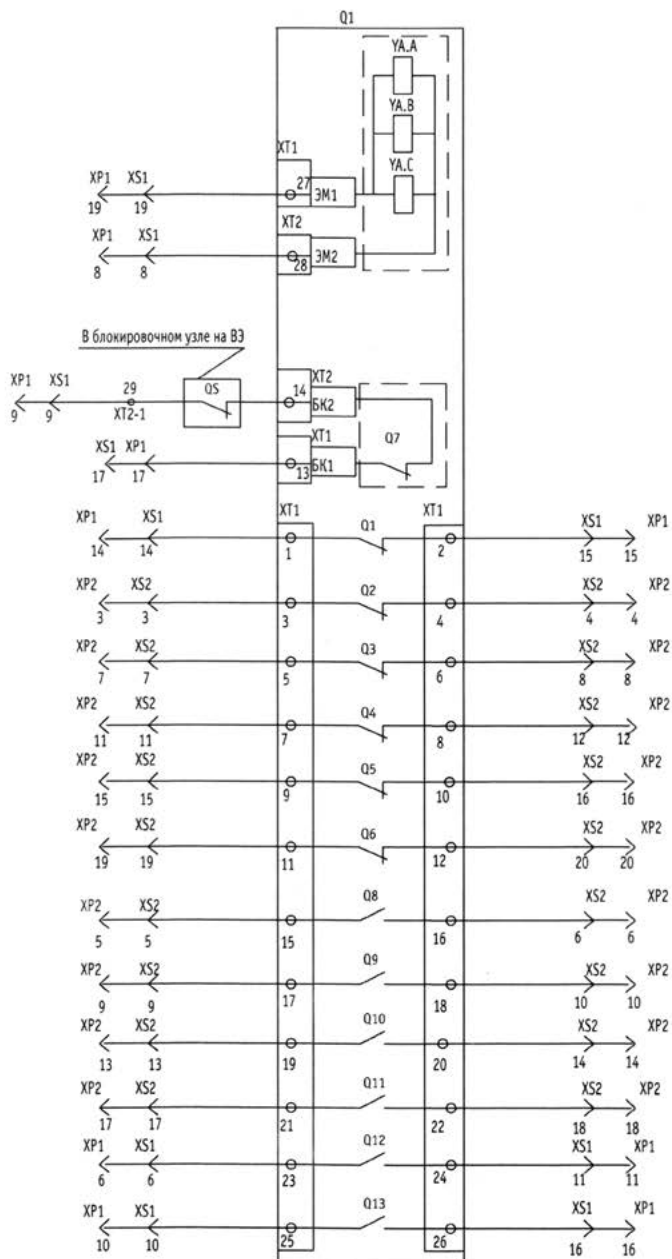 Q1
YA.A
YA.B
XT1
YA.C
XP1 XS1 27 ЭМ1
19 19
XT2
XP1 XS1 ЭМ2
8 8 28
В блокировочном узле на ВЭ
XP1 XS1 29 QS 14 XT2
9 9 XT2-1 БК2
XS1 XP1 XT1 Q7
17 17 13 БК1
XT1 XT1
XP1 XS1 Q1 XS1 XP1
14 14 1 2 15 15
XP2 XS2 Q2 XS2 XP2
3 3 3 4 4 4
XP2 XS2 Q3 XS2 XP2
7 7 5 6 8 8
XP2 XS2 Q4 XS2 XP2
11 11 7 8 12 12
XP2 XS2 Q5 XS2 XP2
15 15 9 10 16 16
XP2 XS2 Q6 XS2 XP2
19 19 11 12 20 20
XP2 XS2 Q8 XS2 XP2
5 5 15 16 6 6
XP2 XS2 Q9 XS2 XP2
9 9 17 18 10 10
XP2 XS2 Q10 XS2 XP2
13 13 19 20 14 14
XP2 XS2 Q11 XS2 XP2
17 17 21 22 18 18
XP1 XS1 Q12 XS1 XP1
6 6 23 24 11 11
XP1 XS1 Q13 XS1 XP1
10 10 25 26 16 16